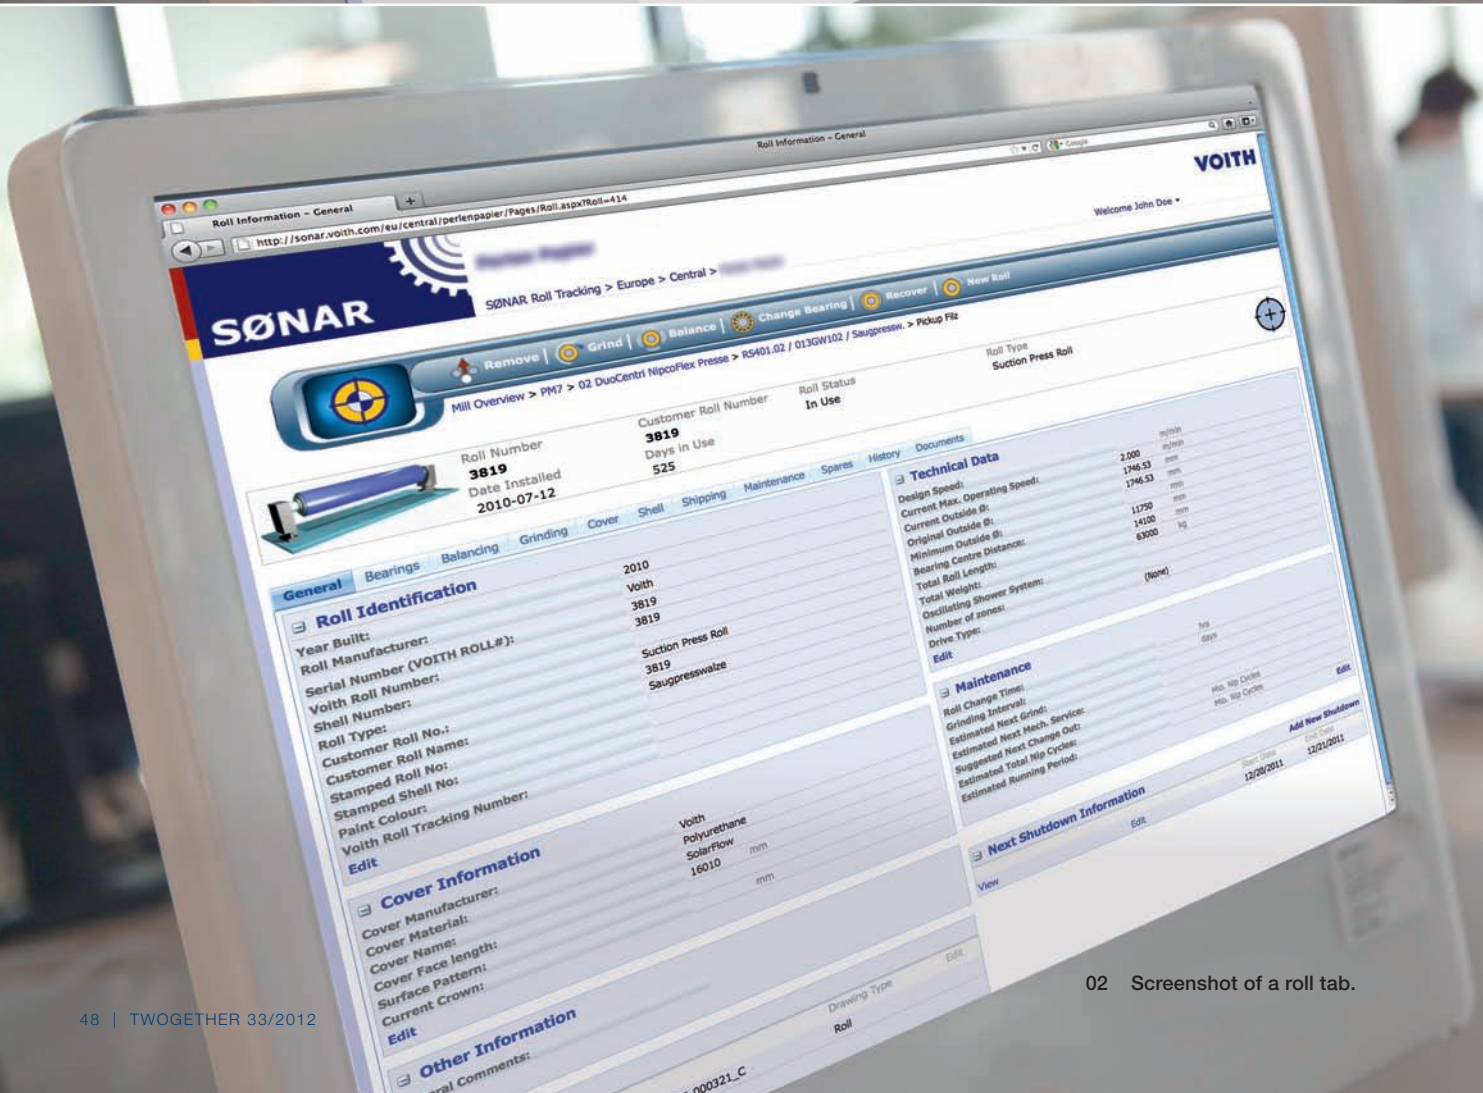 Roll Information – General
Roll Information – General
+
http://sonar.voith.com/eu/central/perlenpapier/Pages/Roll.aspx?Roll=414
Google
VOITH
Welcome John Doe
SØNAR
SØNAR Roll Tracking > Europe > Central >
Remove | Grind | Balance | Change Bearing | Recover | New Roll
Mill Overview > PM7 > 02 DuoCentri NipcoFlex Presse > RS401.02 / 013GW102 / Saugpressw. > Pickup Filz
Roll Number
3819
Date Installed
2010-07-12
Customer Roll Number
3819
Days in Use
525
Roll Status
In Use
Roll Type
Suction Press Roll
General Bearings Balancing Grinding Cover Shell Shipping Maintenance Spares History Documents
Roll Identification
Year Built: 2010
Roll Manufacturer: Voith
Serial Number (VOITH ROLL#): 3819
Voith Roll Number: 3819
Shell Number:
Roll Type: Suction Press Roll
Customer Roll No.: 3819
Customer Roll Name: Saugpresswalze
Stamped Roll No:
Stamped Shell No:
Paint Colour:
Voith Roll Tracking Number:
Edit
Cover Information
Cover Manufacturer: Voith
Cover Material: Polyurethane
Cover Name: SolarFlow
Cover Face length: 16010 mm
Surface Pattern:
Current Crown: mm
Edit
Other Information
ral Comments:
Edit
Drawing Type
Roll
000321_C
Technical Data
Design Speed: m/min
Current Max. Operating Speed: 2.000 m/min
Current Outside Ø: 1746.53 mm
Original Outside Ø: 1746.53 mm
Minimum Outside Ø: mm
Bearing Centre Distance: 11750 mm
Total Roll Length: 14100 mm
Total Weight: 63000 kg
Oscillating Shower System:
Number of zones: (None)
Drive Type:
Edit
Maintenance
Roll Change Time: hrs
Grinding Interval: days
Estimated Next Grind:
Estimated Next Mech. Service:
Suggested Next Change Out:
Estimated Total Nip Cycles: Mio. Nip Cycles
Estimated Running Period: Mio. Nip Cycles
Edit
Next Shutdown Information
Add New Shutdown
Start Date End Date
12/20/2011 12/21/2011
View Edit
02 Screenshot of a roll tab.
48 | TWOGETHER 33/2012